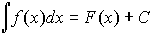 ∫f(x)dx = F(x) + C